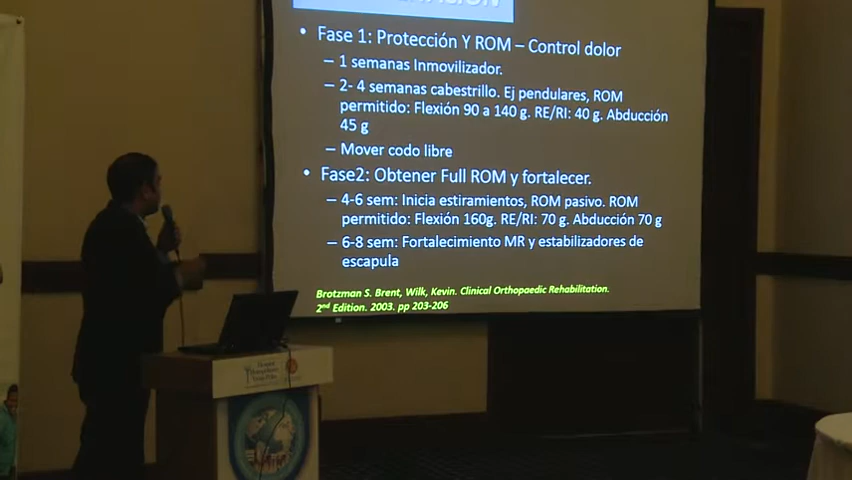 • Fase 1: Protección Y ROM – Control dolor
– 1 semanas Inmovilizador.
– 2- 4 semanas cabestrillo. Ej pendulares, ROM
permitido: Flexión 90 a 140 g. RE/RI: 40 g. Abducción
45 g
– Mover codo libre
• Fase2: Obtener Full ROM y fortalecer.
– 4-6 sem: Inicia estiramientos, ROM pasivo. ROM
permitido: Flexión 160g. RE/RI: 70 g. Abducción 70 g
– 6-8 sem: Fortalecimiento MR y estabilizadores de
escapula
Brotzman S. Brent, Wilk, Kevin. Clinical Orthopaedic Rehabilitation.
2nd Edition. 2003. pp 203-206